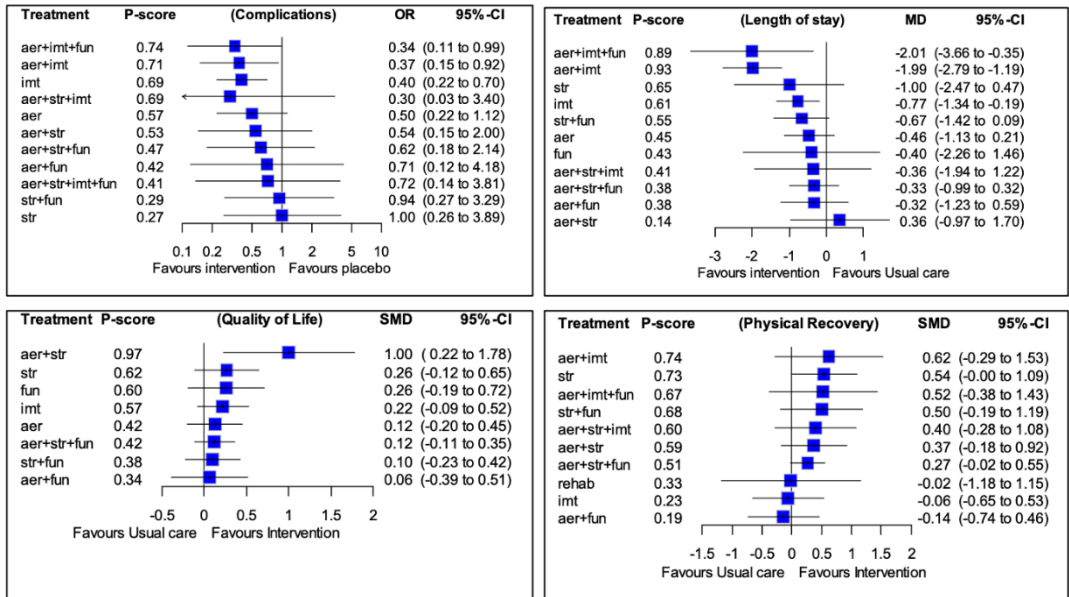 Treatment P-score (Complications) OR 95%-CI
aer+imt+fun 0.74 0.34 (0.11 to 0.99)
aer+imt 0.71 0.37 (0.15 to 0.92)
imt 0.69 0.40 (0.22 to 0.70)
aer+str+imt 0.69 0.30 (0.03 to 3.40)
aer 0.57 0.50 (0.22 to 1.12)
aer+str 0.53 0.54 (0.15 to 2.00)
aer+str+fun 0.47 0.62 (0.18 to 2.14)
aer+fun 0.42 0.71 (0.12 to 4.18)
aer+str+imt+fun 0.41 0.72 (0.14 to 3.81)
str+fun 0.29 0.94 (0.27 to 3.29)
str 0.27 1.00 (0.26 to 3.89)
0.1 0.2 0.5 1 2 10
Favours intervention Favours placebo
Treatment P-score (Length of stay) MD 95%-CI
aer+imt+fun 0.89 -2.01 (-3.66 to -0.35)
aer+imt 0.93 -1.99 (-2.79 to -1.19)
str 0.65 -1.00 (-2.47 to 0.47)
imt 0.61 -0.77 (-1.34 to -0.19)
str+fun 0.55 -0.67 (-1.42 to 0.09)
aer 0.45 -0.46 (-1.13 to 0.21)
fun 0.43 -0.40 (-2.26 to 1.46)
aer+str+imt 0.41 -0.36 (-1.94 to 1.22)
aer+str+fun 0.38 -0.33 (-0.99 to 0.32)
aer+fun 0.38 -0.32 (-1.23 to 0.59)
aer+str 0.14 0.36 (-0.97 to 1.70)
-3 -2 -1 0 1
Favours intervention Favours Usual care
Treatment P-score (Quality of Life) SMD 95%-CI
aer+str 0.97 1.00 ( 0.22 to 1.78)
str 0.62 0.26 (-0.12 to 0.65)
fun 0.60 0.26 (-0.19 to 0.72)
imt 0.57 0.22 (-0.09 to 0.52)
aer 0.42 0.12 (-0.20 to 0.45)
aer+str+fun 0.42 0.12 (-0.11 to 0.35)
str+fun 0.38 0.10 (-0.23 to 0.42)
aer+fun 0.34 0.06 (-0.39 to 0.51)
-0.5 0 0.5 1 1.5 2
Favours Usual care Favours Intervention
Treatment P-score (Physical Recovery) SMD 95%-CI
aer+imt 0.74 0.62 (-0.29 to 1.53)
str 0.73 0.54 (-0.00 to 1.09)
aer+imt+fun 0.67 0.52 (-0.38 to 1.43)
str+fun 0.68 0.50 (-0.19 to 1.19)
aer+str+imt 0.60 0.40 (-0.28 to 1.08)
aer+str 0.59 0.37 (-0.18 to 0.92)
aer+str+fun 0.51 0.27 (-0.02 to 0.55)
rehab 0.33 -0.02 (-1.18 to 1.15)
imt 0.23 -0.06 (-0.65 to 0.53)
aer+fun 0.19 -0.14 (-0.74 to 0.46)
-1.5 -1 -0.5 0 0.5 1 1.5 2
Favours Usual care Favours Intervention